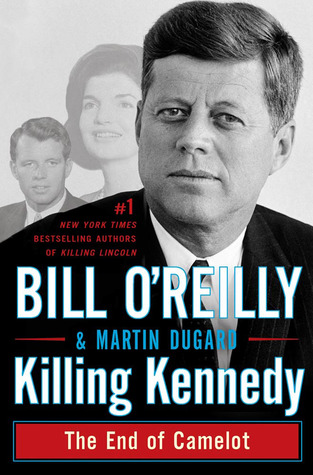 #1
NEW YORK TIMES
BESTSELLING AUTHORS
OF KILLING LINCOLN
BILL O'REILLY
& MARTIN DUGARD
Killing Kennedy
The End of Camelot